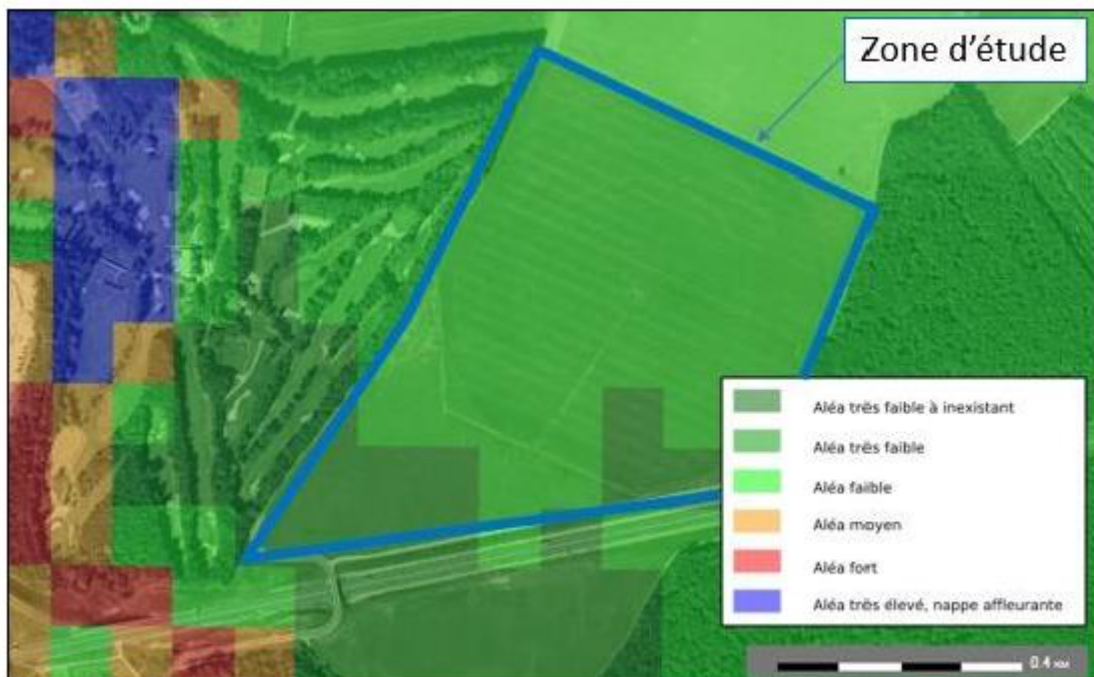 Zone d'étude
Aléa très faible à inexistant
Aléa très faible
Aléa faible
Aléa moyen
Aléa fort
Aléa très élevé, nappe affleurante
0.4 KM